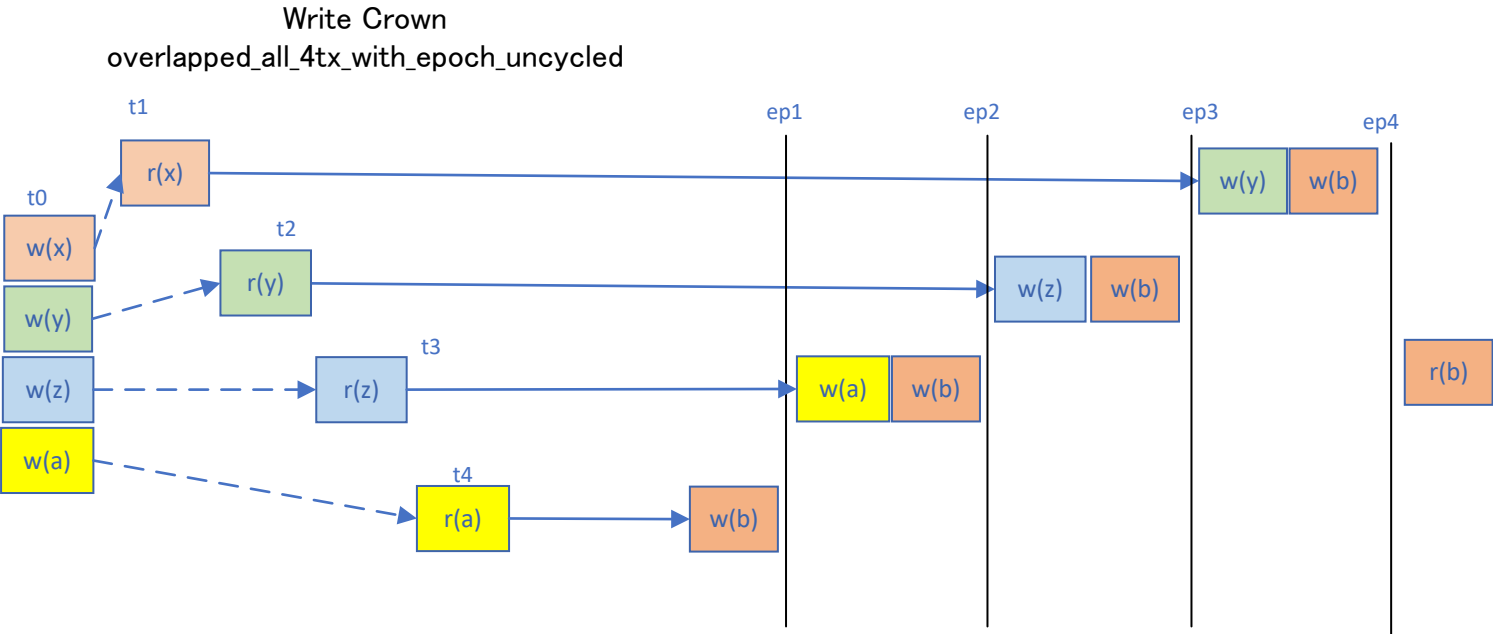 Write Crown
overlapped_all_4tx_with_epoch_uncycled
t1
ep1
ep2
ep3
ep4
r(x)
w(y)
w(b)
t0
w(x)
t2
r(y)
w(z)
w(b)
w(y)
t3
w(z)
r(z)
w(a)
w(b)
r(b)
w(a)
t4
r(a)
w(b)